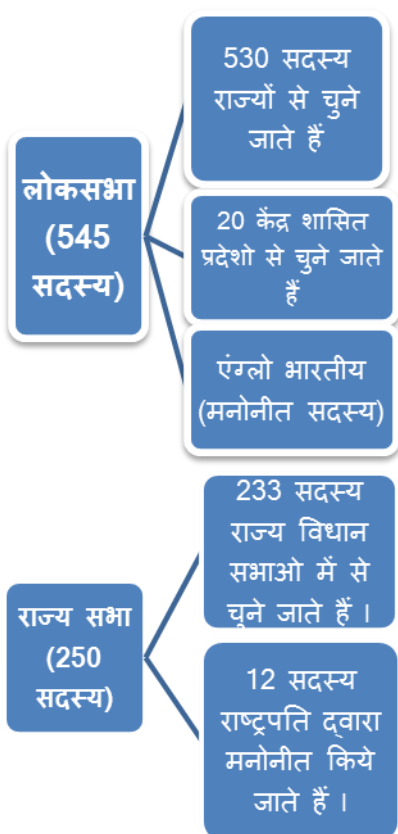 लोकसभा
(545
सदस्य)
530 सदस्य
राज्यों से चुने
जाते हैं
20 केंद्र शासित
प्रदेशो से चुने जाते
हैं
एंग्लो भारतीय
(मनोनीत सदस्य)
राज्य सभा
(250
सदस्य)
233 सदस्य
राज्य विधान
सभाओ में से
चुने जाते हैं ।
12 सदस्य
राष्ट्रपति द्वारा
मनोनीत किये
जाते हैं ।